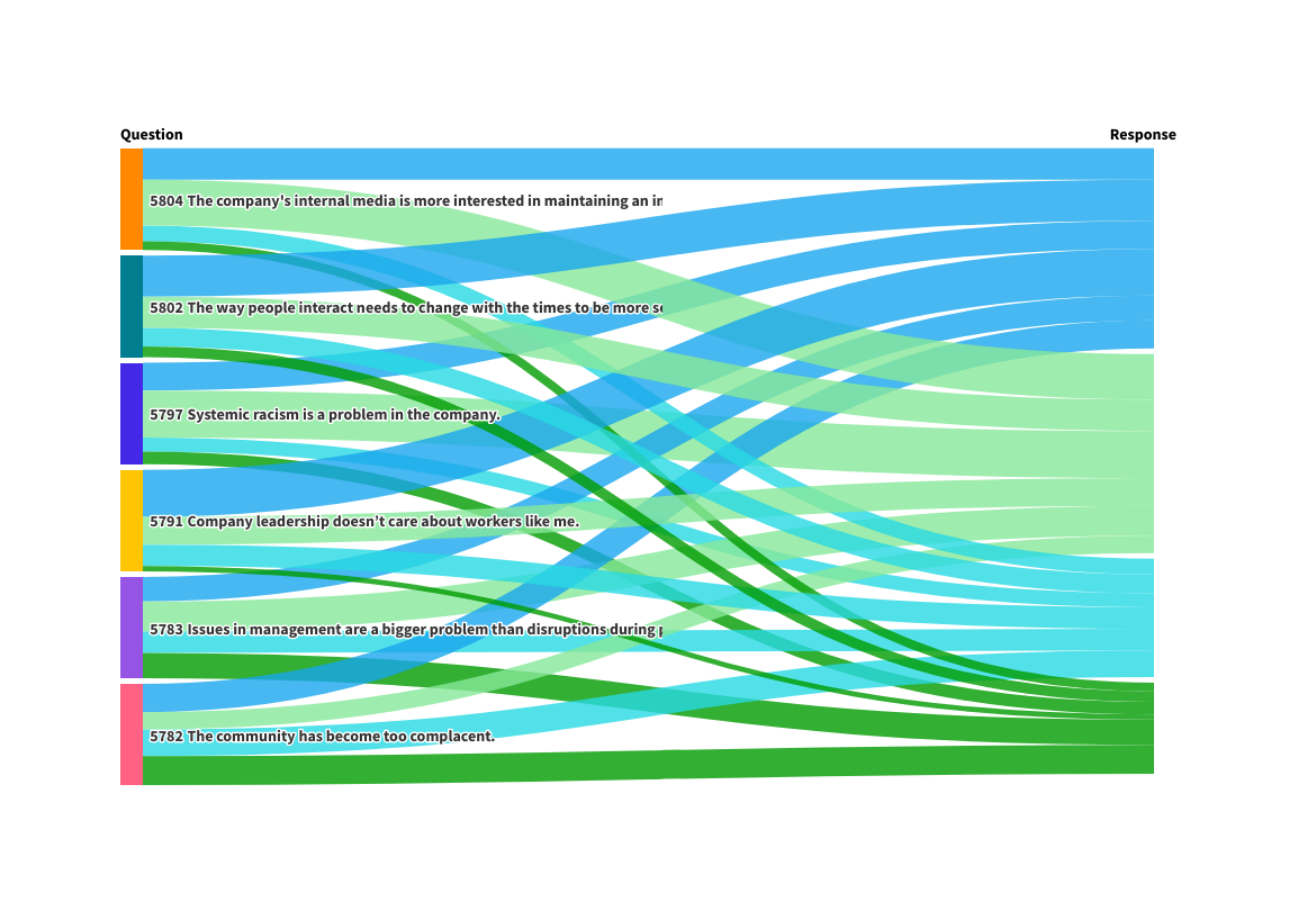 Question
Response
5804 The company's internal media is more interested in maintaining an
5802 The way people interact needs to change with the times to be more
5797 Systemic racism is a problem in the company.
5791 Company leadership doesn’t care about workers like me.
5783 Issues in management are a bigger problem than disruptions during
5782 The community has become too complacent.